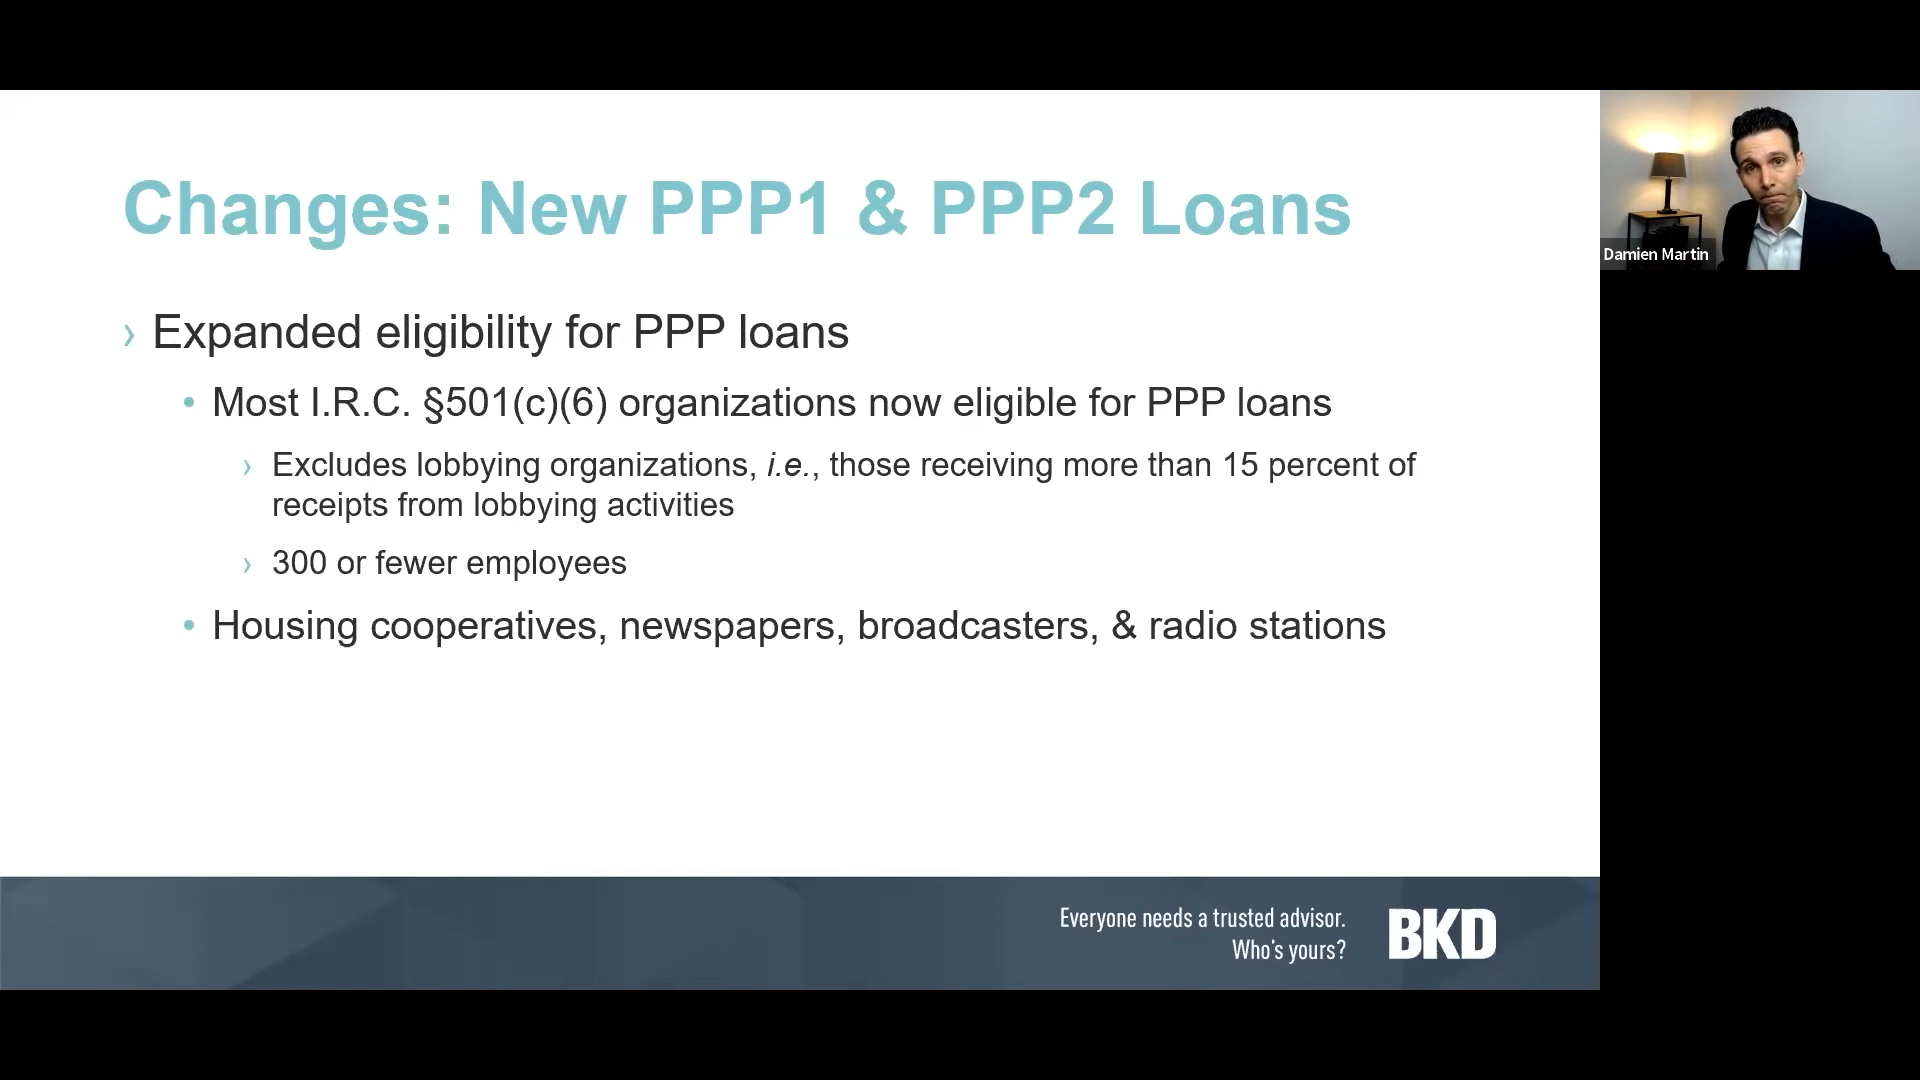 Changes: New PPP1 & PPP2 Loans
› Expanded eligibility for PPP loans
• Most I.R.C. §501(c)(6) organizations now eligible for PPP loans
› Excludes lobbying organizations, i.e., those receiving more than 15 percent of
receipts from lobbying activities
› 300 or fewer employees
• Housing cooperatives, newspapers, broadcasters, & radio stations
Everyone needs a trusted advisor.
Who's yours?
BKD
Damien Martin